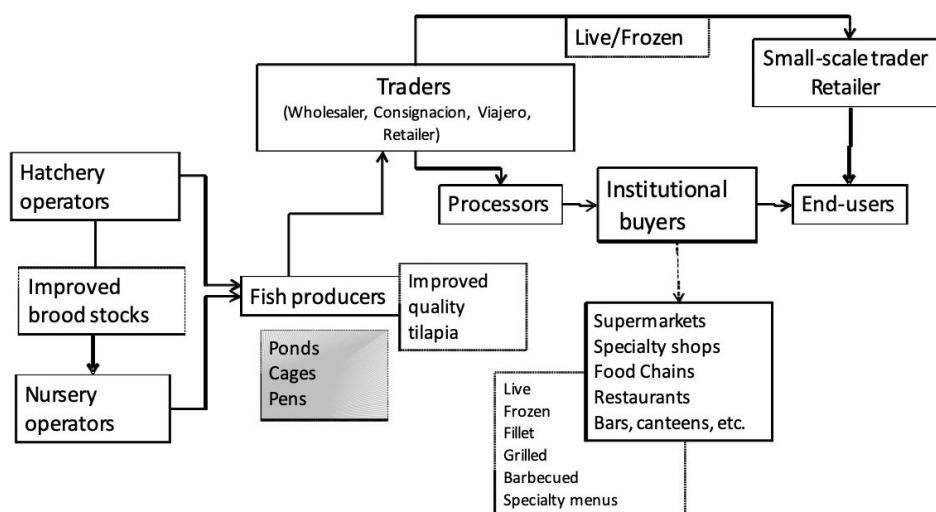 Live/Frozen
Small-scale trader
Retailer
Traders
(Wholesaler, Consignacion, Viajero,
Retailer)
Hatchery
operators
Processors
Institutional
buyers
End-users
Improved
brood stocks
Fish producers
Improved
quality
tilapia
Ponds
Cages
Pens
Nursery
operators
Supermarkets
Specialty shops
Food Chains
Restaurants
Bars, canteens, etc.
Live
Frozen
Fillet
Grilled
Barbecued
Specialty menus